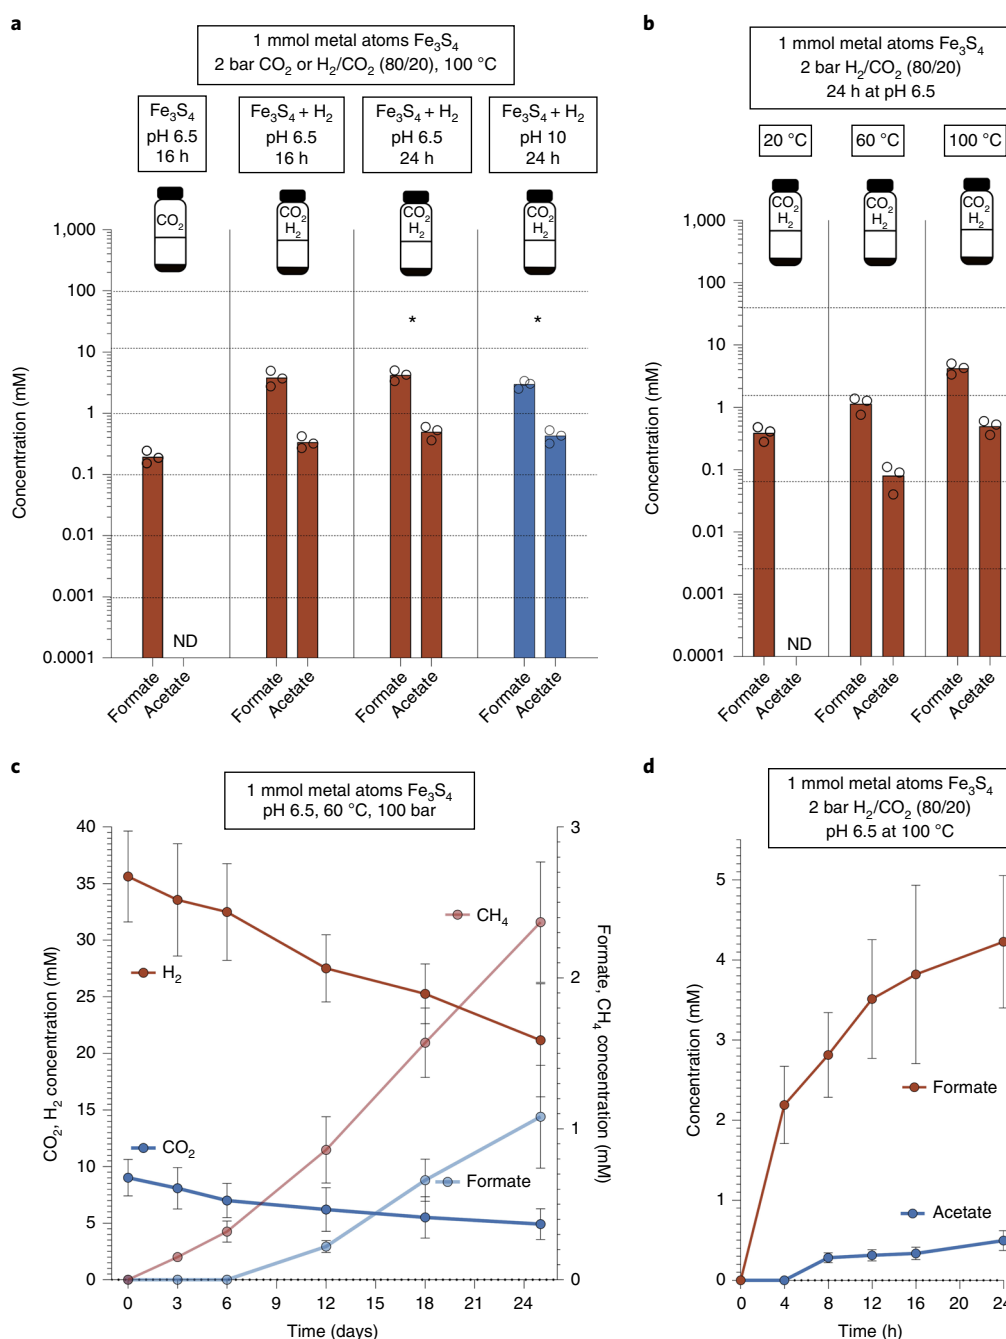 a
1 mmol metal atoms Fe₃S₄
2 bar CO₂ or H₂/CO₂ (80/20), 100 °C
Fe₃S₄
pH 6.5
16 h
Fe₃S₄ + H₂
pH 6.5
16 h
Fe₃S₄ + H₂
pH 6.5
24 h
Fe₃S₄ + H₂
pH 10
24 h
CO₂
CO₂
H₂
CO₂
H₂
CO₂
H₂
Concentration (mM)
1,000
100
10
1
0.1
0.01
0.001
0.0001
*
*
ND
Formate
Acetate
Formate
Acetate
Formate
Acetate
Formate
Acetate
b
1 mmol metal atoms Fe₃S₄
2 bar H₂/CO₂ (80/20)
24 h at pH 6.5
20 °C
60 °C
100 °C
CO₂
H₂
CO₂
H₂
CO₂
H₂
Concentration (mM)
1,000
100
10
1
0.1
0.01
0.001
0.0001
ND
Formate
Acetate
Formate
Acetate
Formate
Acetate
c
1 mmol metal atoms Fe₃S₄
pH 6.5, 60 °C, 100 bar
CO₂, H₂ concentration (mM)
40
35
30
25
20
15
10
5
0
CH₄
H₂
CO₂
Formate
3
2
1
0
Formate, CH₄ concentration (mM)
0 3 6 12 18 24
Time (days)
d
1 mmol metal atoms Fe₃S₄
2 bar H₂/CO₂ (80/20)
pH 6.5 at 100 °C
Concentration (mM)
5
4
3
2
1
0
Formate
Acetate
0 4 8 12 16 20 24
Time (h)